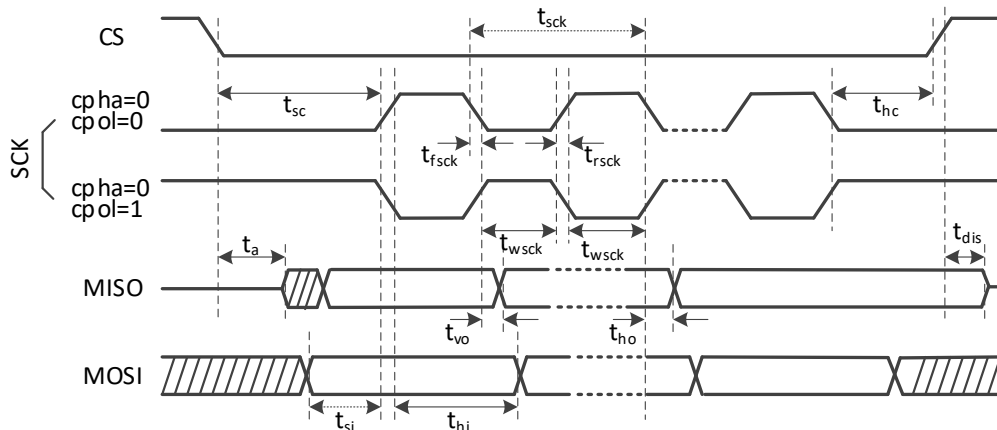 t_sck
CS
cpha=0
cpol=0
t_sc
t_hc
SCK
t_fsck
t_rsck
cpha=0
cpol=1
t_a
t_wsck
t_wsck
t_dis
MISO
t_vo
t_ho
MOSI
t_si
t_hi